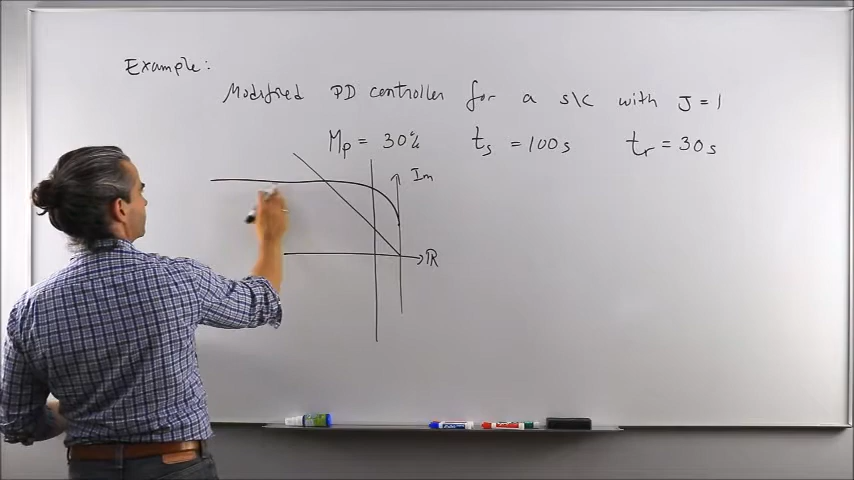 Example:
Modified PD controller for a s\c with J = 1
Mp = 30% ts = 100s tr = 30s
Im
R